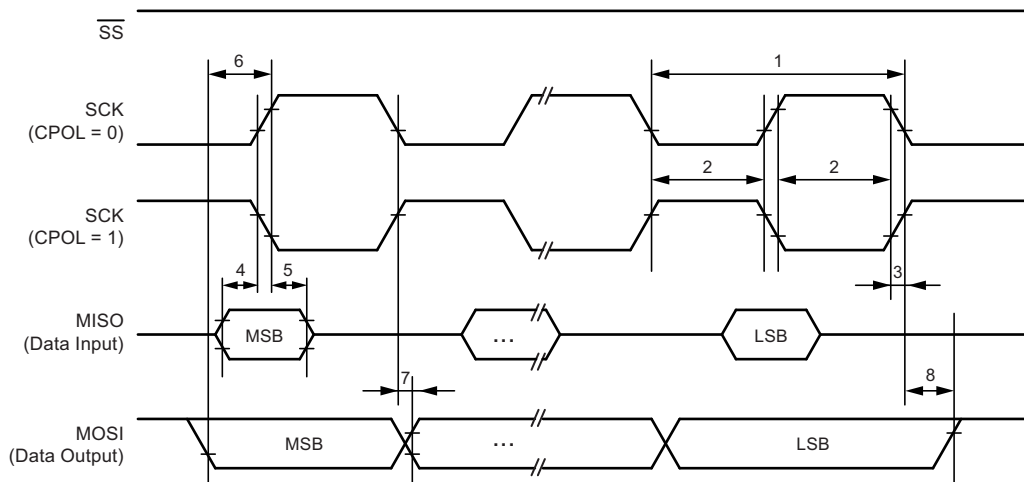 SS
6
1
SCK
(CPOL = 0)
2
2
SCK
(CPOL = 1)
4
5
3
MISO
(Data Input)
MSB
...
LSB
7
8
MOSI
(Data Output)
MSB
...
LSB